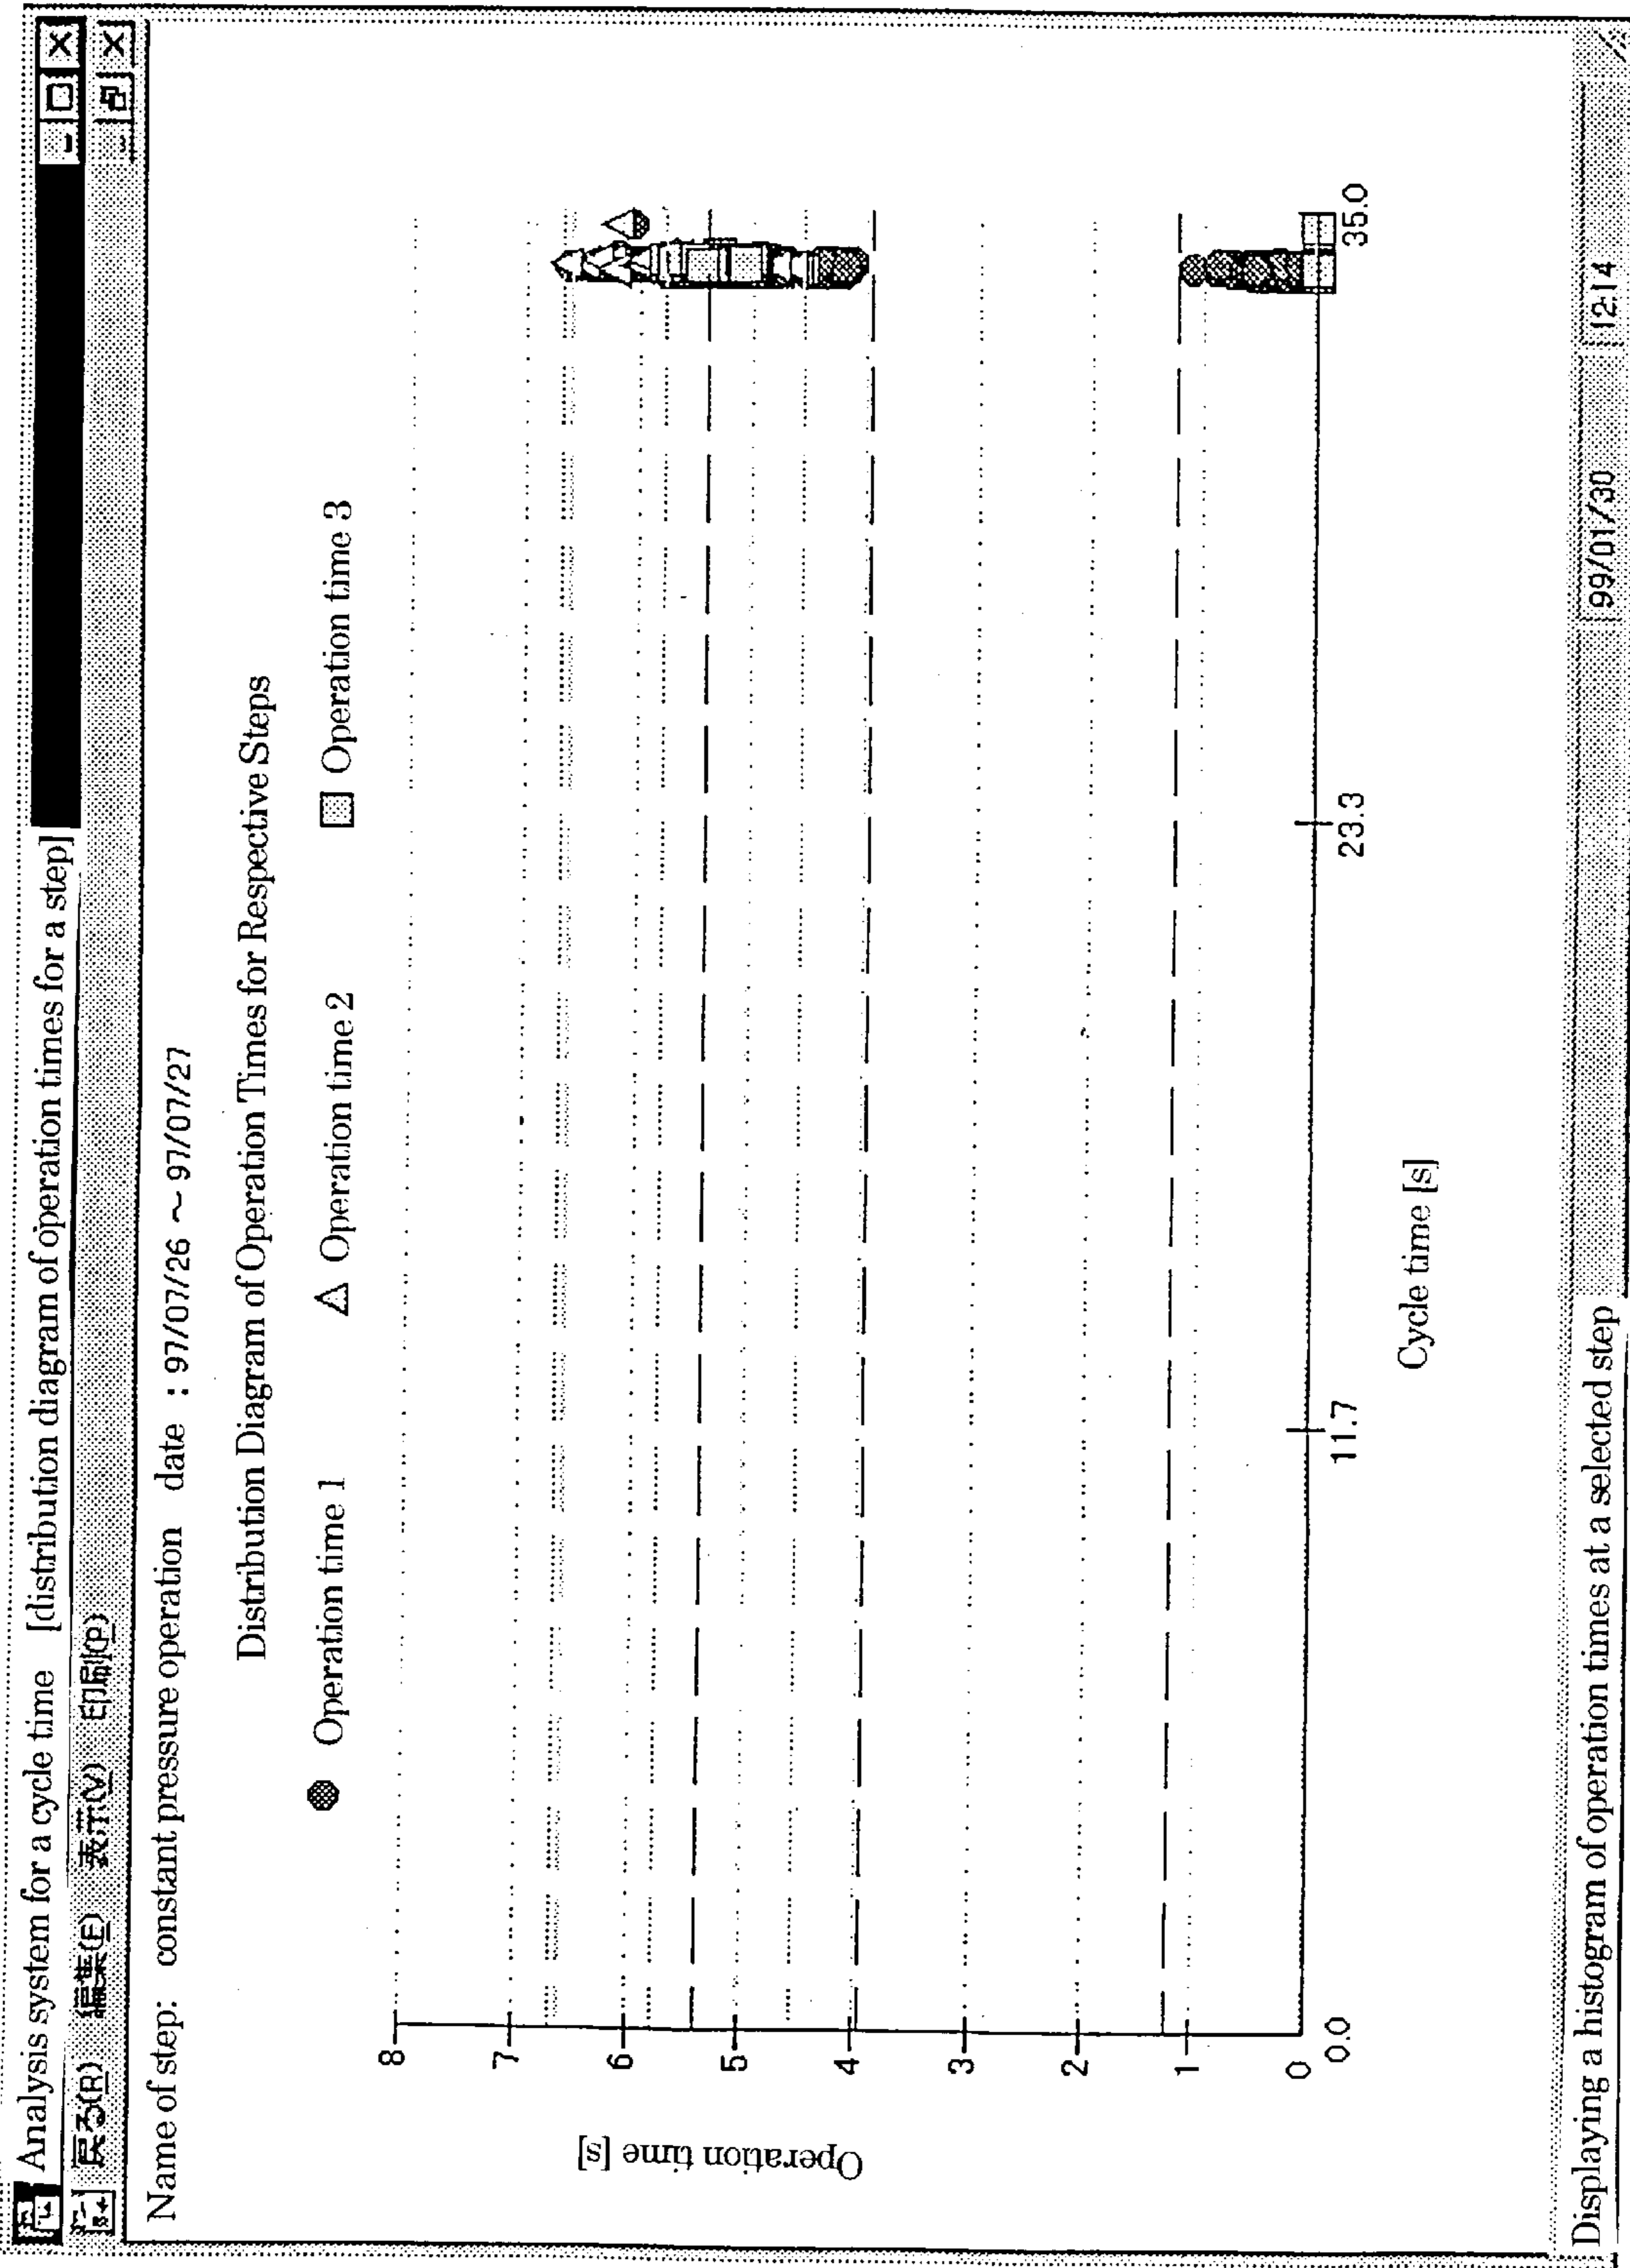 Analysis system for a cycle time [distribution diagram of operation times for a step]
戻る(R) 編集(E) 表示(V) 印刷(P)
Name of step: constant pressure operation date : 97/07/26 ~ 97/07/27
Distribution Diagram of Operation Times for Respective Steps
Operation time 1 Operation time 2 Operation time 3
8
7
6
5
4
3
2
1
0
Operation time [s]
0.0 11.7 23.3 35.0
Cycle time [s]
Displaying a histogram of operation times at a selected step 99/01/30 12:14